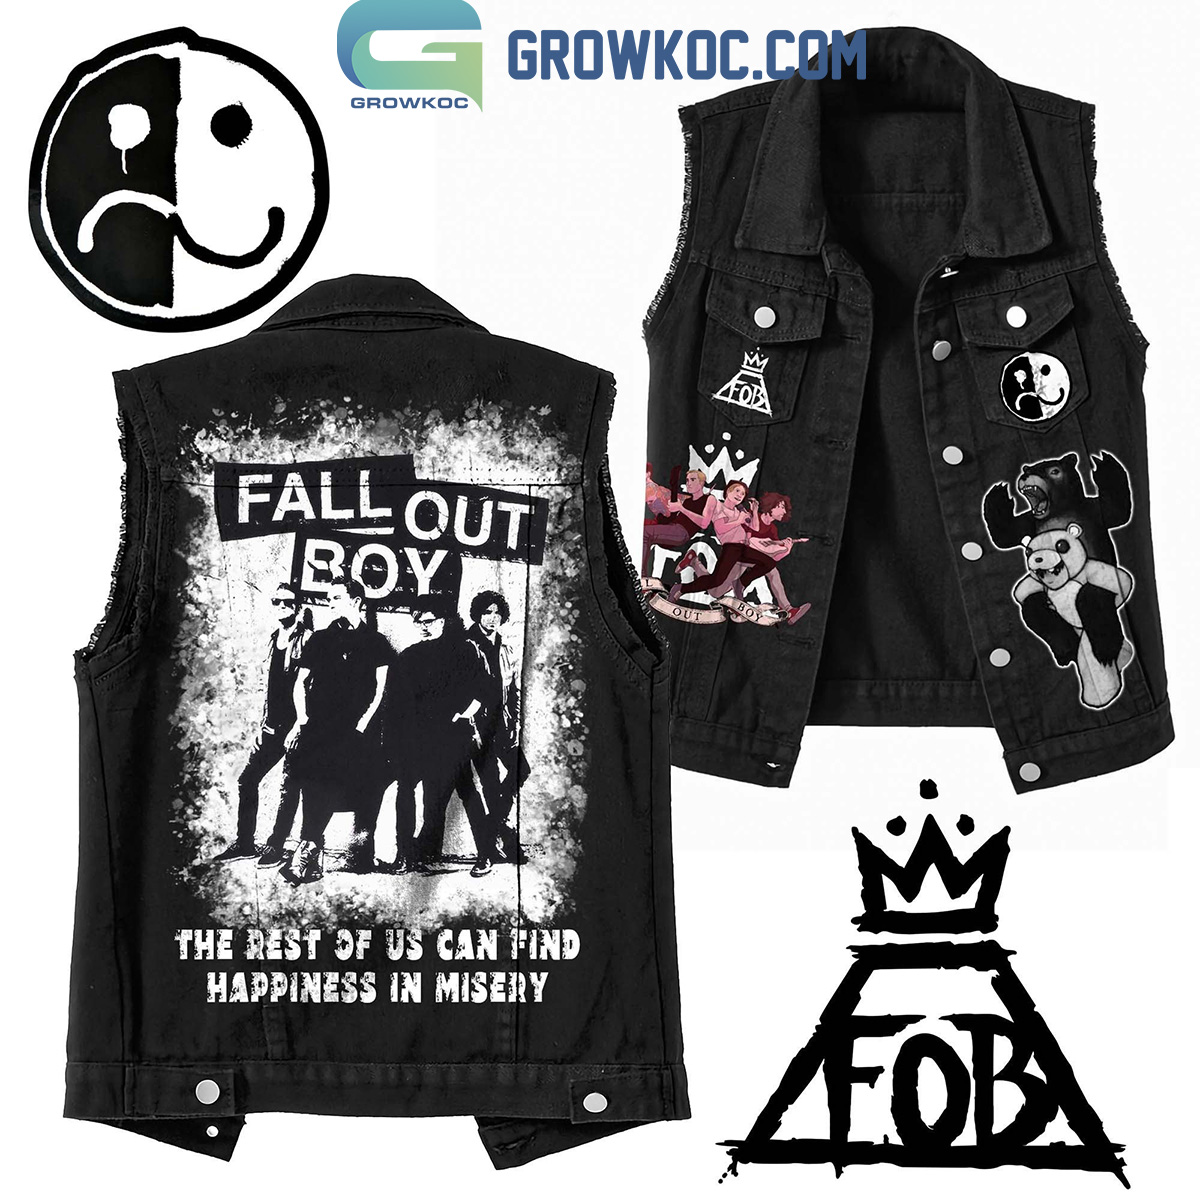 GROWKOC
GROWKOC.COM
FOB
OUT BOY
FALL OUT
BOY
THE REST OF US CAN FIND
HAPPINESS IN MISERY
FOB